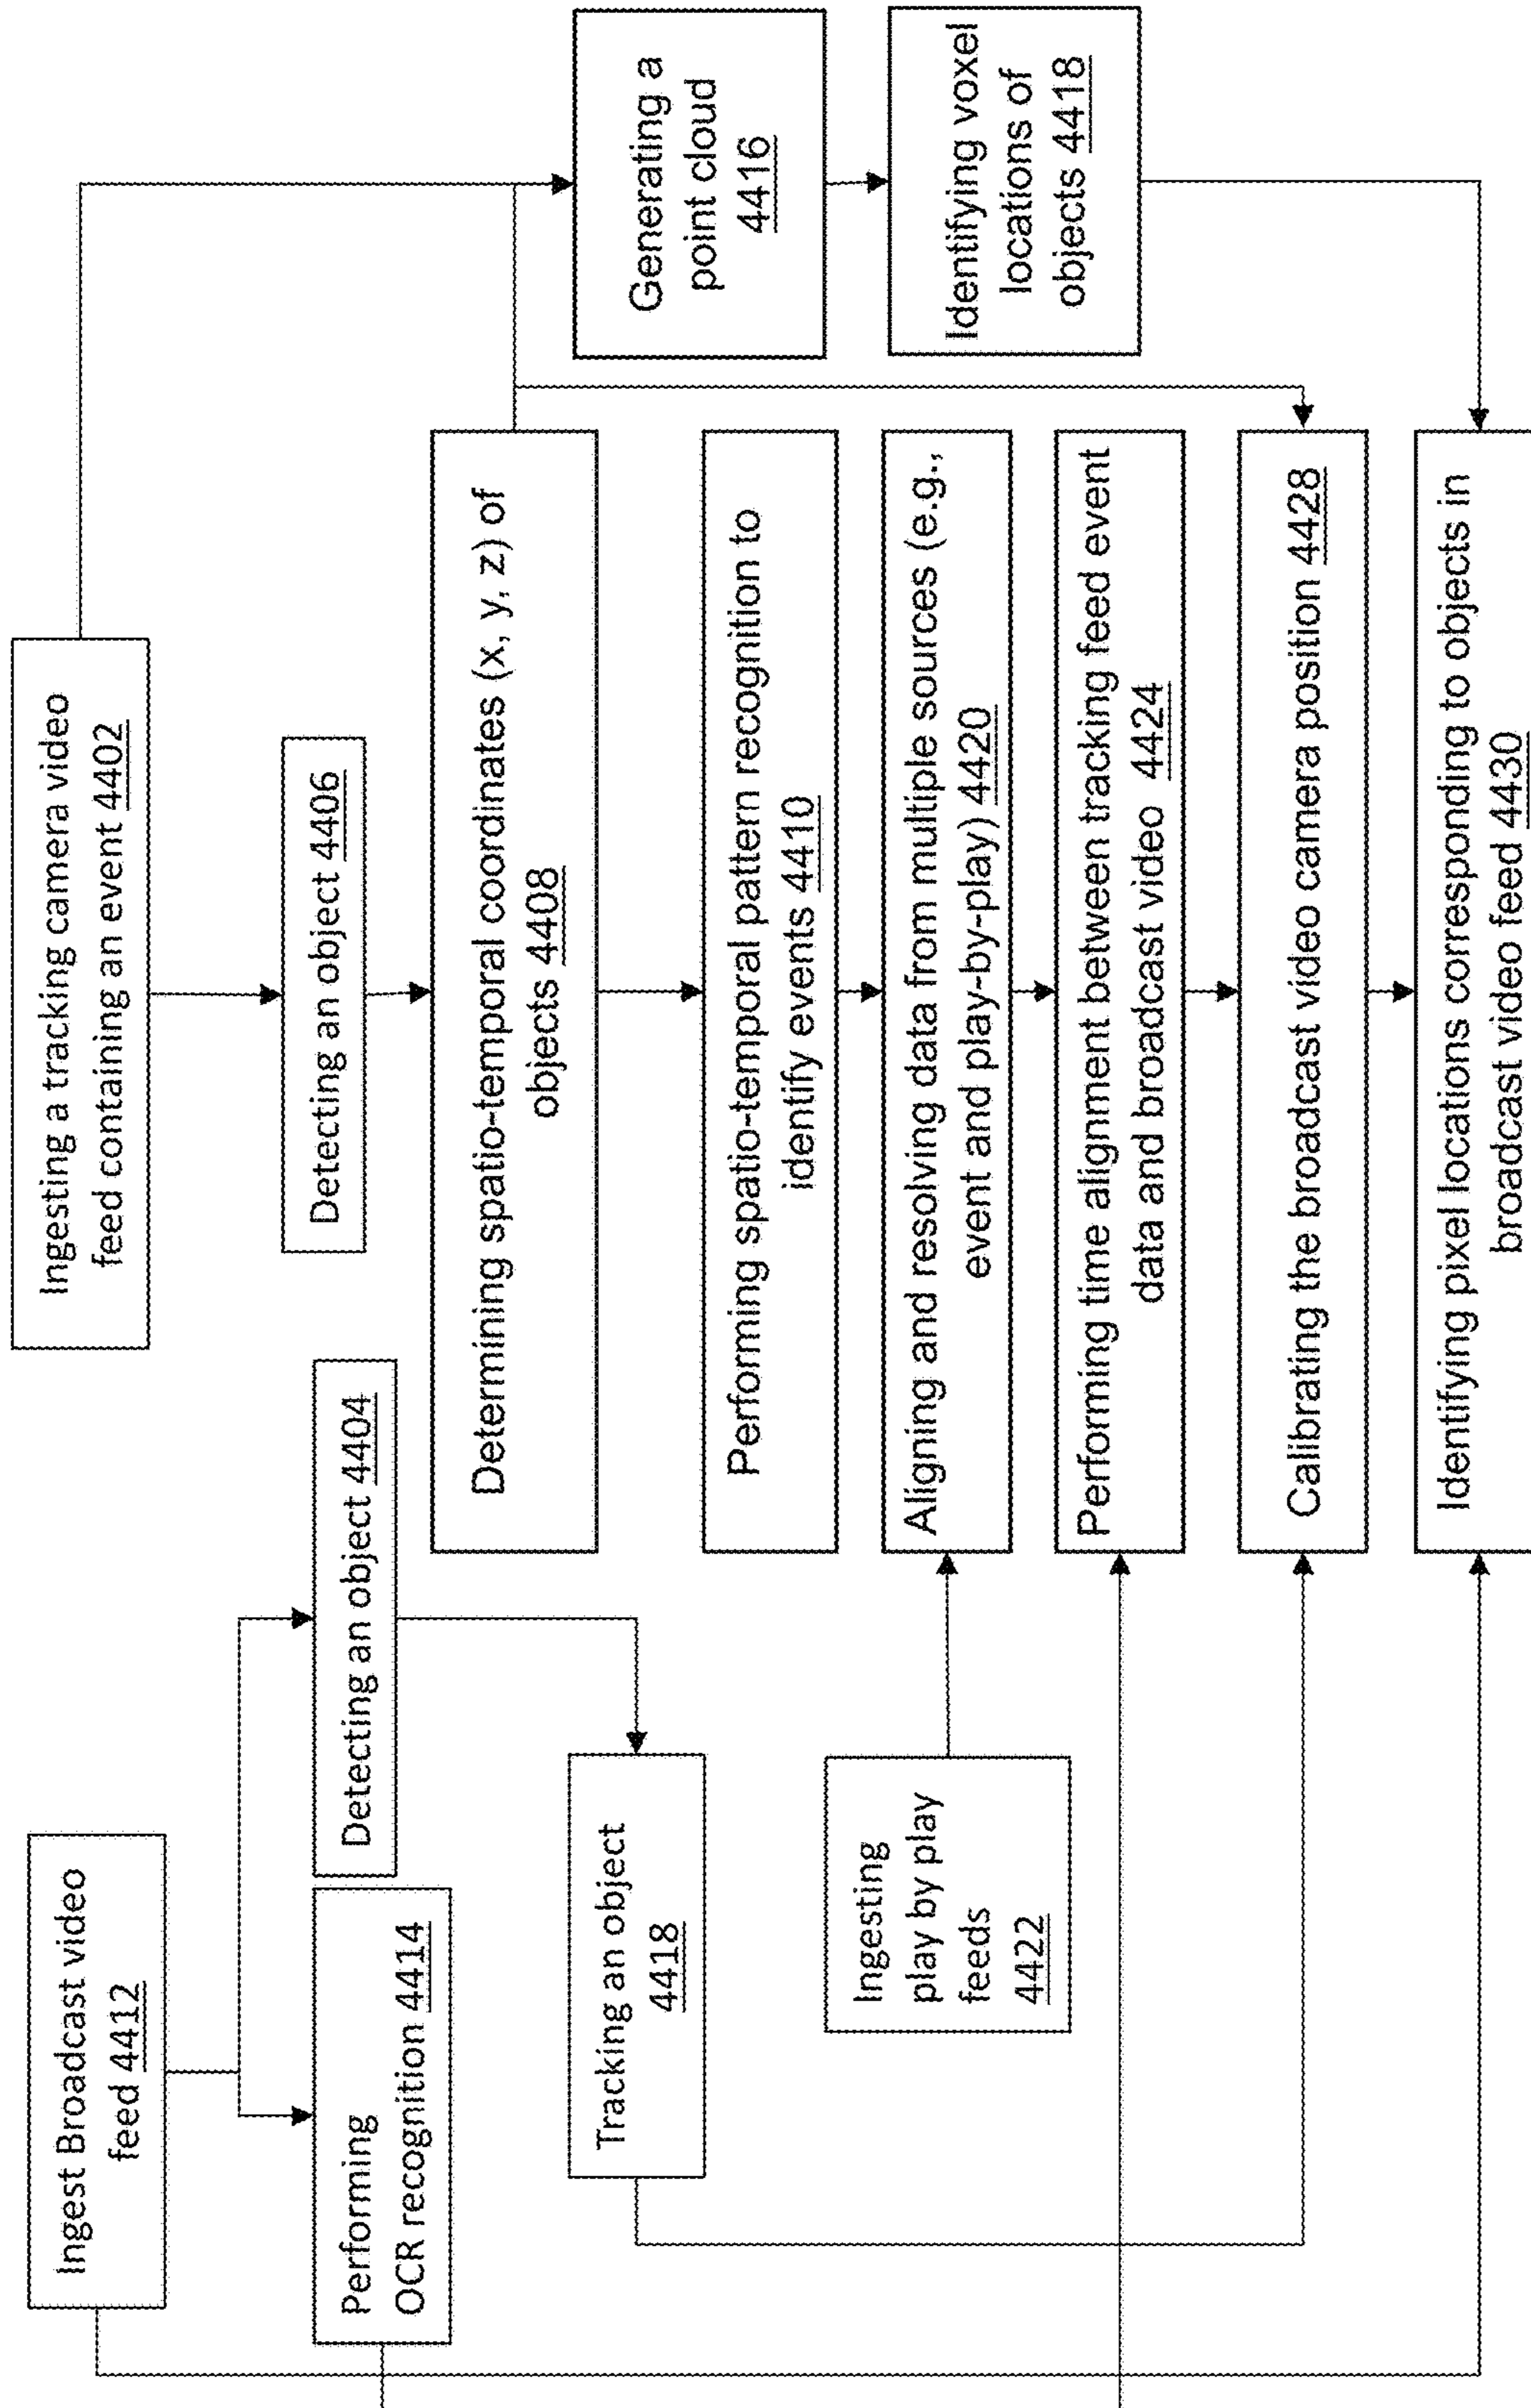 Ingesting a tracking camera video
feed containing an event 4402
Ingest Broadcast video
feed 4412
Detecting an object 4406
Performing
OCR recognition 4414
Detecting an object 4404
Determining spatio-temporal coordinates (x, y, z) of
objects 4408
Generating a
point cloud
4416
Tracking an object
4418
Performing spatio-temporal pattern recognition to
identify events 4410
Identifying voxel
locations of
objects 4418
Ingesting
play by play
feeds
4422
Aligning and resolving data from multiple sources (e.g.,
event and play-by-play) 4420
Performing time alignment between tracking feed event
data and broadcast video 4424
Calibrating the broadcast video camera position 4428
Identifying pixel locations corresponding to objects in
broadcast video feed 4430